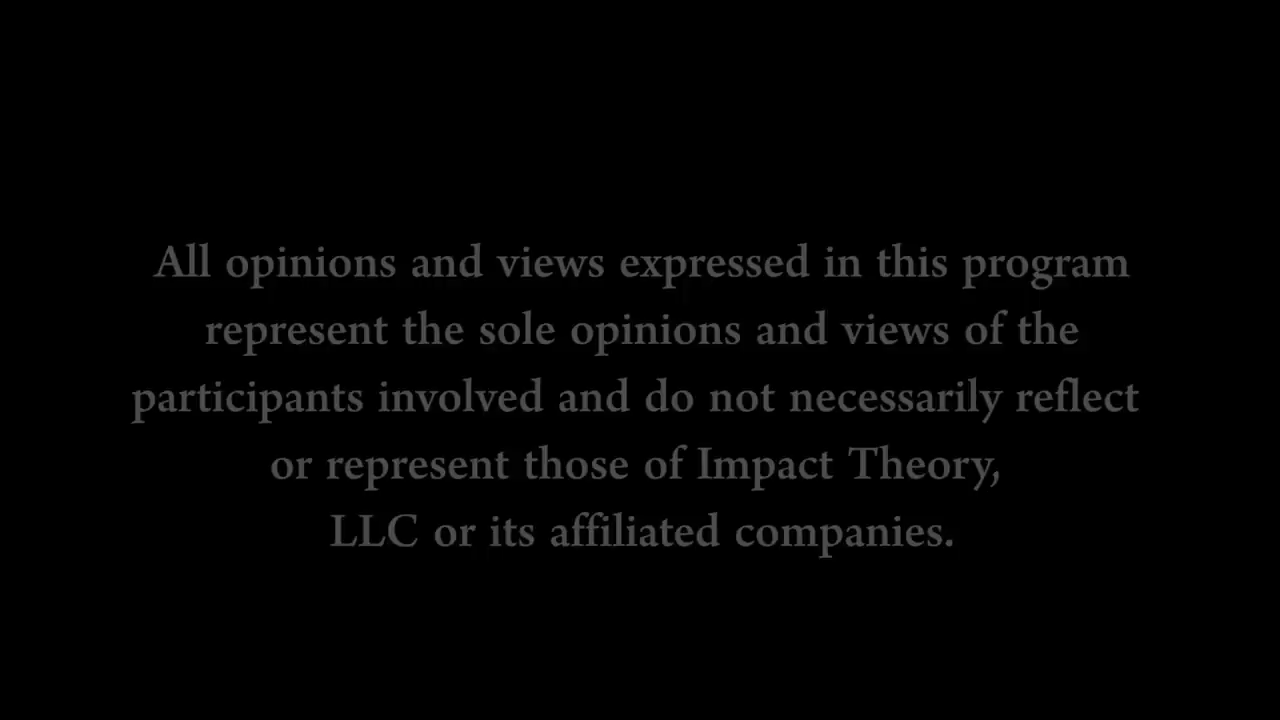 All opinions and views expressed in this program
represent the sole opinions and views of the
participants involved and do not necessarily reflect
or represent those of Impact Theory,
LLC or its affiliated companies.